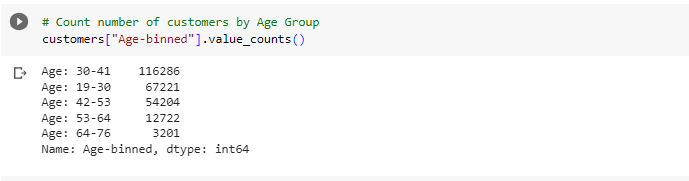 # Count number of customers by Age Group
customers["Age-binned"].value_counts()
Age: 30-41    116286
Age: 19-30     67221
Age: 42-53     54204
Age: 53-64     12722
Age: 64-76      3201
Name: Age-binned, dtype: int64